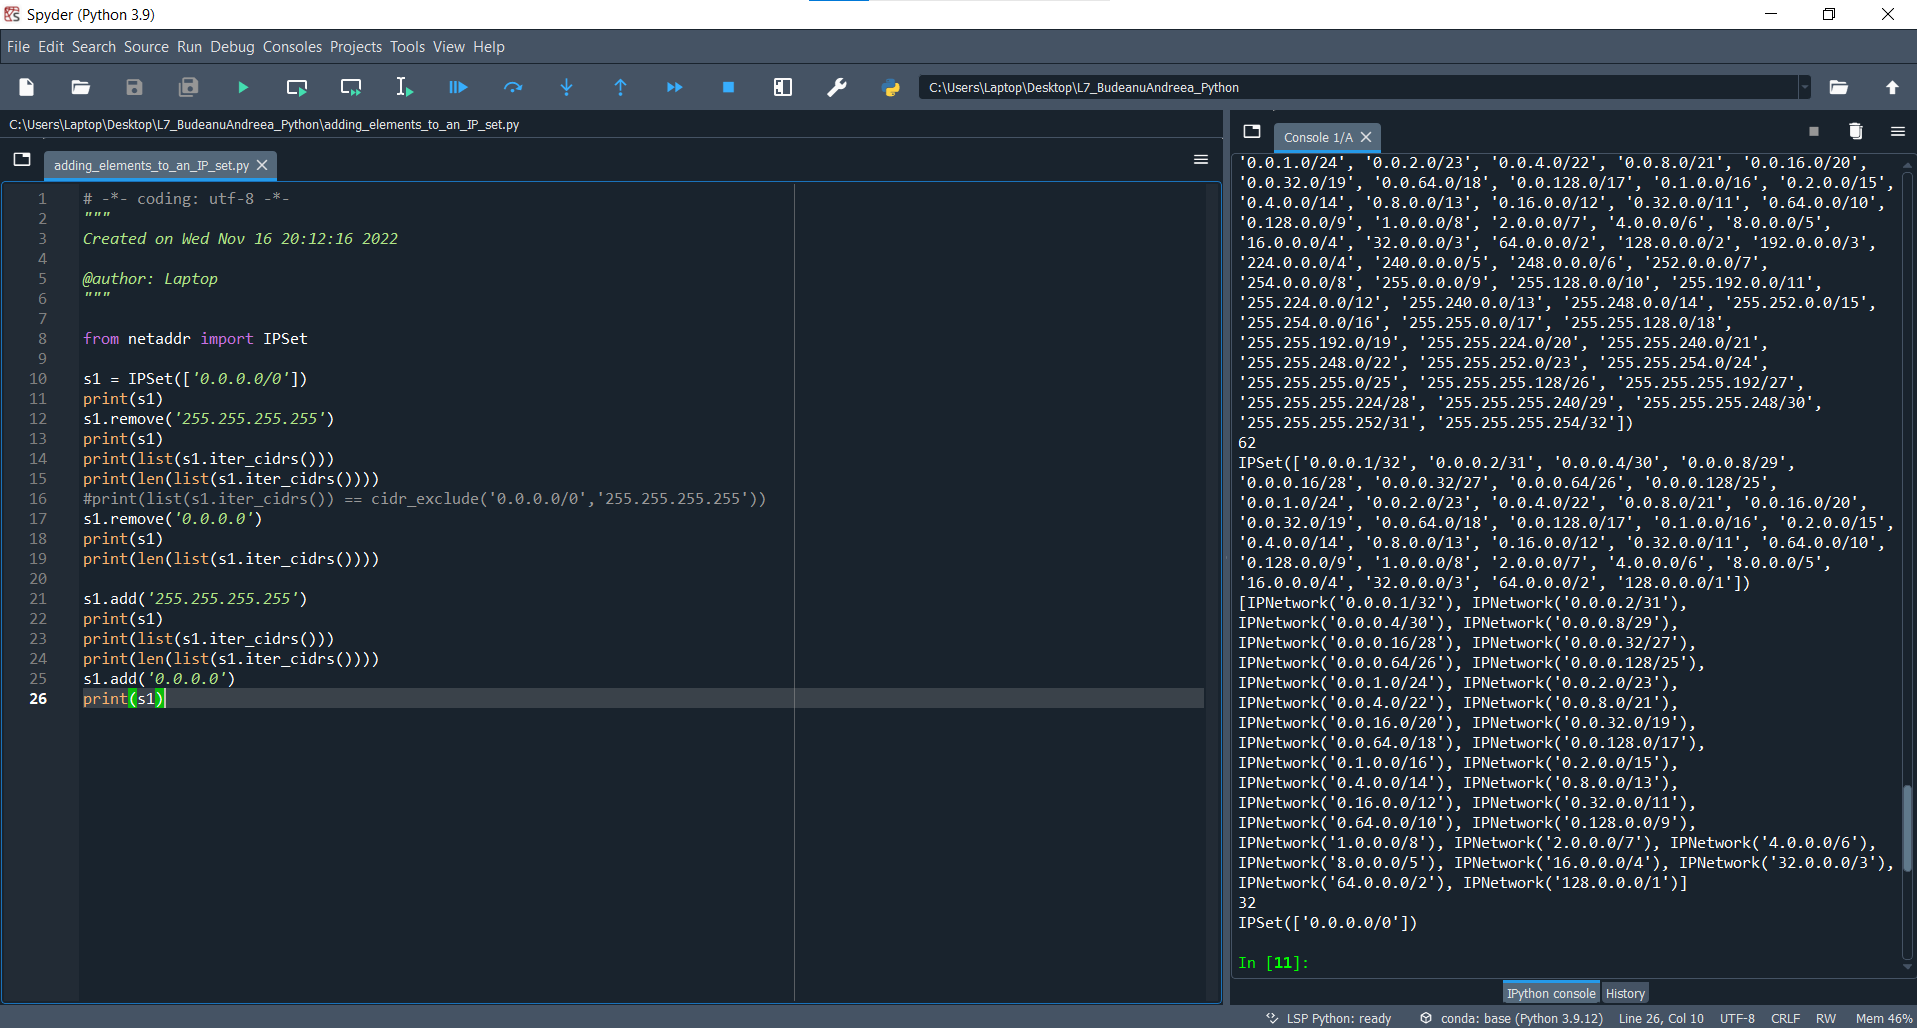 Spyder (Python 3.9)
File Edit Search Source Run Debug Consoles Projects Tools View Help
C:\Users\Laptop\Desktop\L7_BudeanuAndreea_Python
C:\Users\Laptop\Desktop\L7_BudeanuAndreea_Python\adding_elements_to_an_IP_set.py
adding_elements_to_an_IP_set.py
1 # -*- coding: utf-8 -*-
2 """
3 Created on Wed Nov 16 20:12:16 2022
4
5 @author: Laptop
6 """
7
8 from netaddr import IPSet
9
10 s1 = IPSet(['0.0.0.0/0'])
11 print(s1)
12 s1.remove('255.255.255.255')
13 print(s1)
14 print(list(s1.iter_cidrs()))
15 print(len(list(s1.iter_cidrs())))
16 #print(list(s1.iter_cidrs()) == cidr_exclude('0.0.0.0/0','255.255.255.255'))
17 s1.remove('0.0.0.0')
18 print(s1)
19 print(len(list(s1.iter_cidrs())))
20
21 s1.add('255.255.255.255')
22 print(s1)
23 print(list(s1.iter_cidrs()))
24 print(len(list(s1.iter_cidrs())))
25 s1.add('0.0.0.0')
26 print(s1)
Console 1/A
'0.0.1.0/24', '0.0.2.0/23', '0.0.4.0/22', '0.0.8.0/21', '0.0.16.0/20',
'0.0.32.0/19', '0.0.64.0/18', '0.0.128.0/17', '0.1.0.0/16', '0.2.0.0/15',
'0.4.0.0/14', '0.8.0.0/13', '0.16.0.0/12', '0.32.0.0/11', '0.64.0.0/10',
'0.128.0.0/9', '1.0.0.0/8', '2.0.0.0/7', '4.0.0.0/6', '8.0.0.0/5',
'16.0.0.0/4', '32.0.0.0/3', '64.0.0.0/2', '128.0.0.0/2', '192.0.0.0/3',
'224.0.0.0/4', '240.0.0.0/5', '248.0.0.0/6', '252.0.0.0/7',
'254.0.0.0/8', '255.0.0.0/9', '255.128.0.0/10', '255.192.0.0/11',
'255.224.0.0/12', '255.240.0.0/13', '255.248.0.0/14', '255.252.0.0/15',
'255.254.0.0/16', '255.255.0.0/17', '255.255.128.0/18',
'255.255.192.0/19', '255.255.224.0/20', '255.255.240.0/21',
'255.255.248.0/22', '255.255.252.0/23', '255.255.254.0/24',
'255.255.255.0/25', '255.255.255.128/26', '255.255.255.192/27',
'255.255.255.224/28', '255.255.255.240/29', '255.255.255.248/30',
'255.255.255.252/31', '255.255.255.254/32'])
62
IPSet(['0.0.0.1/32', '0.0.0.2/31', '0.0.0.4/30', '0.0.0.8/29',
'0.0.0.16/28', '0.0.0.32/27', '0.0.0.64/26', '0.0.0.128/25',
'0.0.1.0/24', '0.0.2.0/23', '0.0.4.0/22', '0.0.8.0/21', '0.0.16.0/20',
'0.0.32.0/19', '0.0.64.0/18', '0.0.128.0/17', '0.1.0.0/16', '0.2.0.0/15',
'0.4.0.0/14', '0.8.0.0/13', '0.16.0.0/12', '0.32.0.0/11', '0.64.0.0/10',
'0.128.0.0/9', '1.0.0.0/8', '2.0.0.0/7', '4.0.0.0/6', '8.0.0.0/5',
'16.0.0.0/4', '32.0.0.0/3', '64.0.0.0/2', '128.0.0.0/1'])
[IPNetwork('0.0.0.1/32'), IPNetwork('0.0.0.2/31'),
IPNetwork('0.0.0.4/30'), IPNetwork('0.0.0.8/29'),
IPNetwork('0.0.0.16/28'), IPNetwork('0.0.0.32/27'),
IPNetwork('0.0.0.64/26'), IPNetwork('0.0.0.128/25'),
IPNetwork('0.0.1.0/24'), IPNetwork('0.0.2.0/23'),
IPNetwork('0.0.4.0/22'), IPNetwork('0.0.8.0/21'),
IPNetwork('0.0.16.0/20'), IPNetwork('0.0.32.0/19'),
IPNetwork('0.0.64.0/18'), IPNetwork('0.0.128.0/17'),
IPNetwork('0.1.0.0/16'), IPNetwork('0.2.0.0/15'),
IPNetwork('0.4.0.0/14'), IPNetwork('0.8.0.0/13'),
IPNetwork('0.16.0.0/12'), IPNetwork('0.32.0.0/11'),
IPNetwork('0.64.0.0/10'), IPNetwork('0.128.0.0/9'),
IPNetwork('1.0.0.0/8'), IPNetwork('2.0.0.0/7'), IPNetwork('4.0.0.0/6'),
IPNetwork('8.0.0.0/5'), IPNetwork('16.0.0.0/4'), IPNetwork('32.0.0.0/3'),
IPNetwork('64.0.0.0/2'), IPNetwork('128.0.0.0/1')]
32
IPSet(['0.0.0.0/0'])
In [11]:
IPython console History
LSP Python: ready conda: base (Python 3.9.12) Line 26, Col 10 UTF-8 CRLF RW Mem 46%